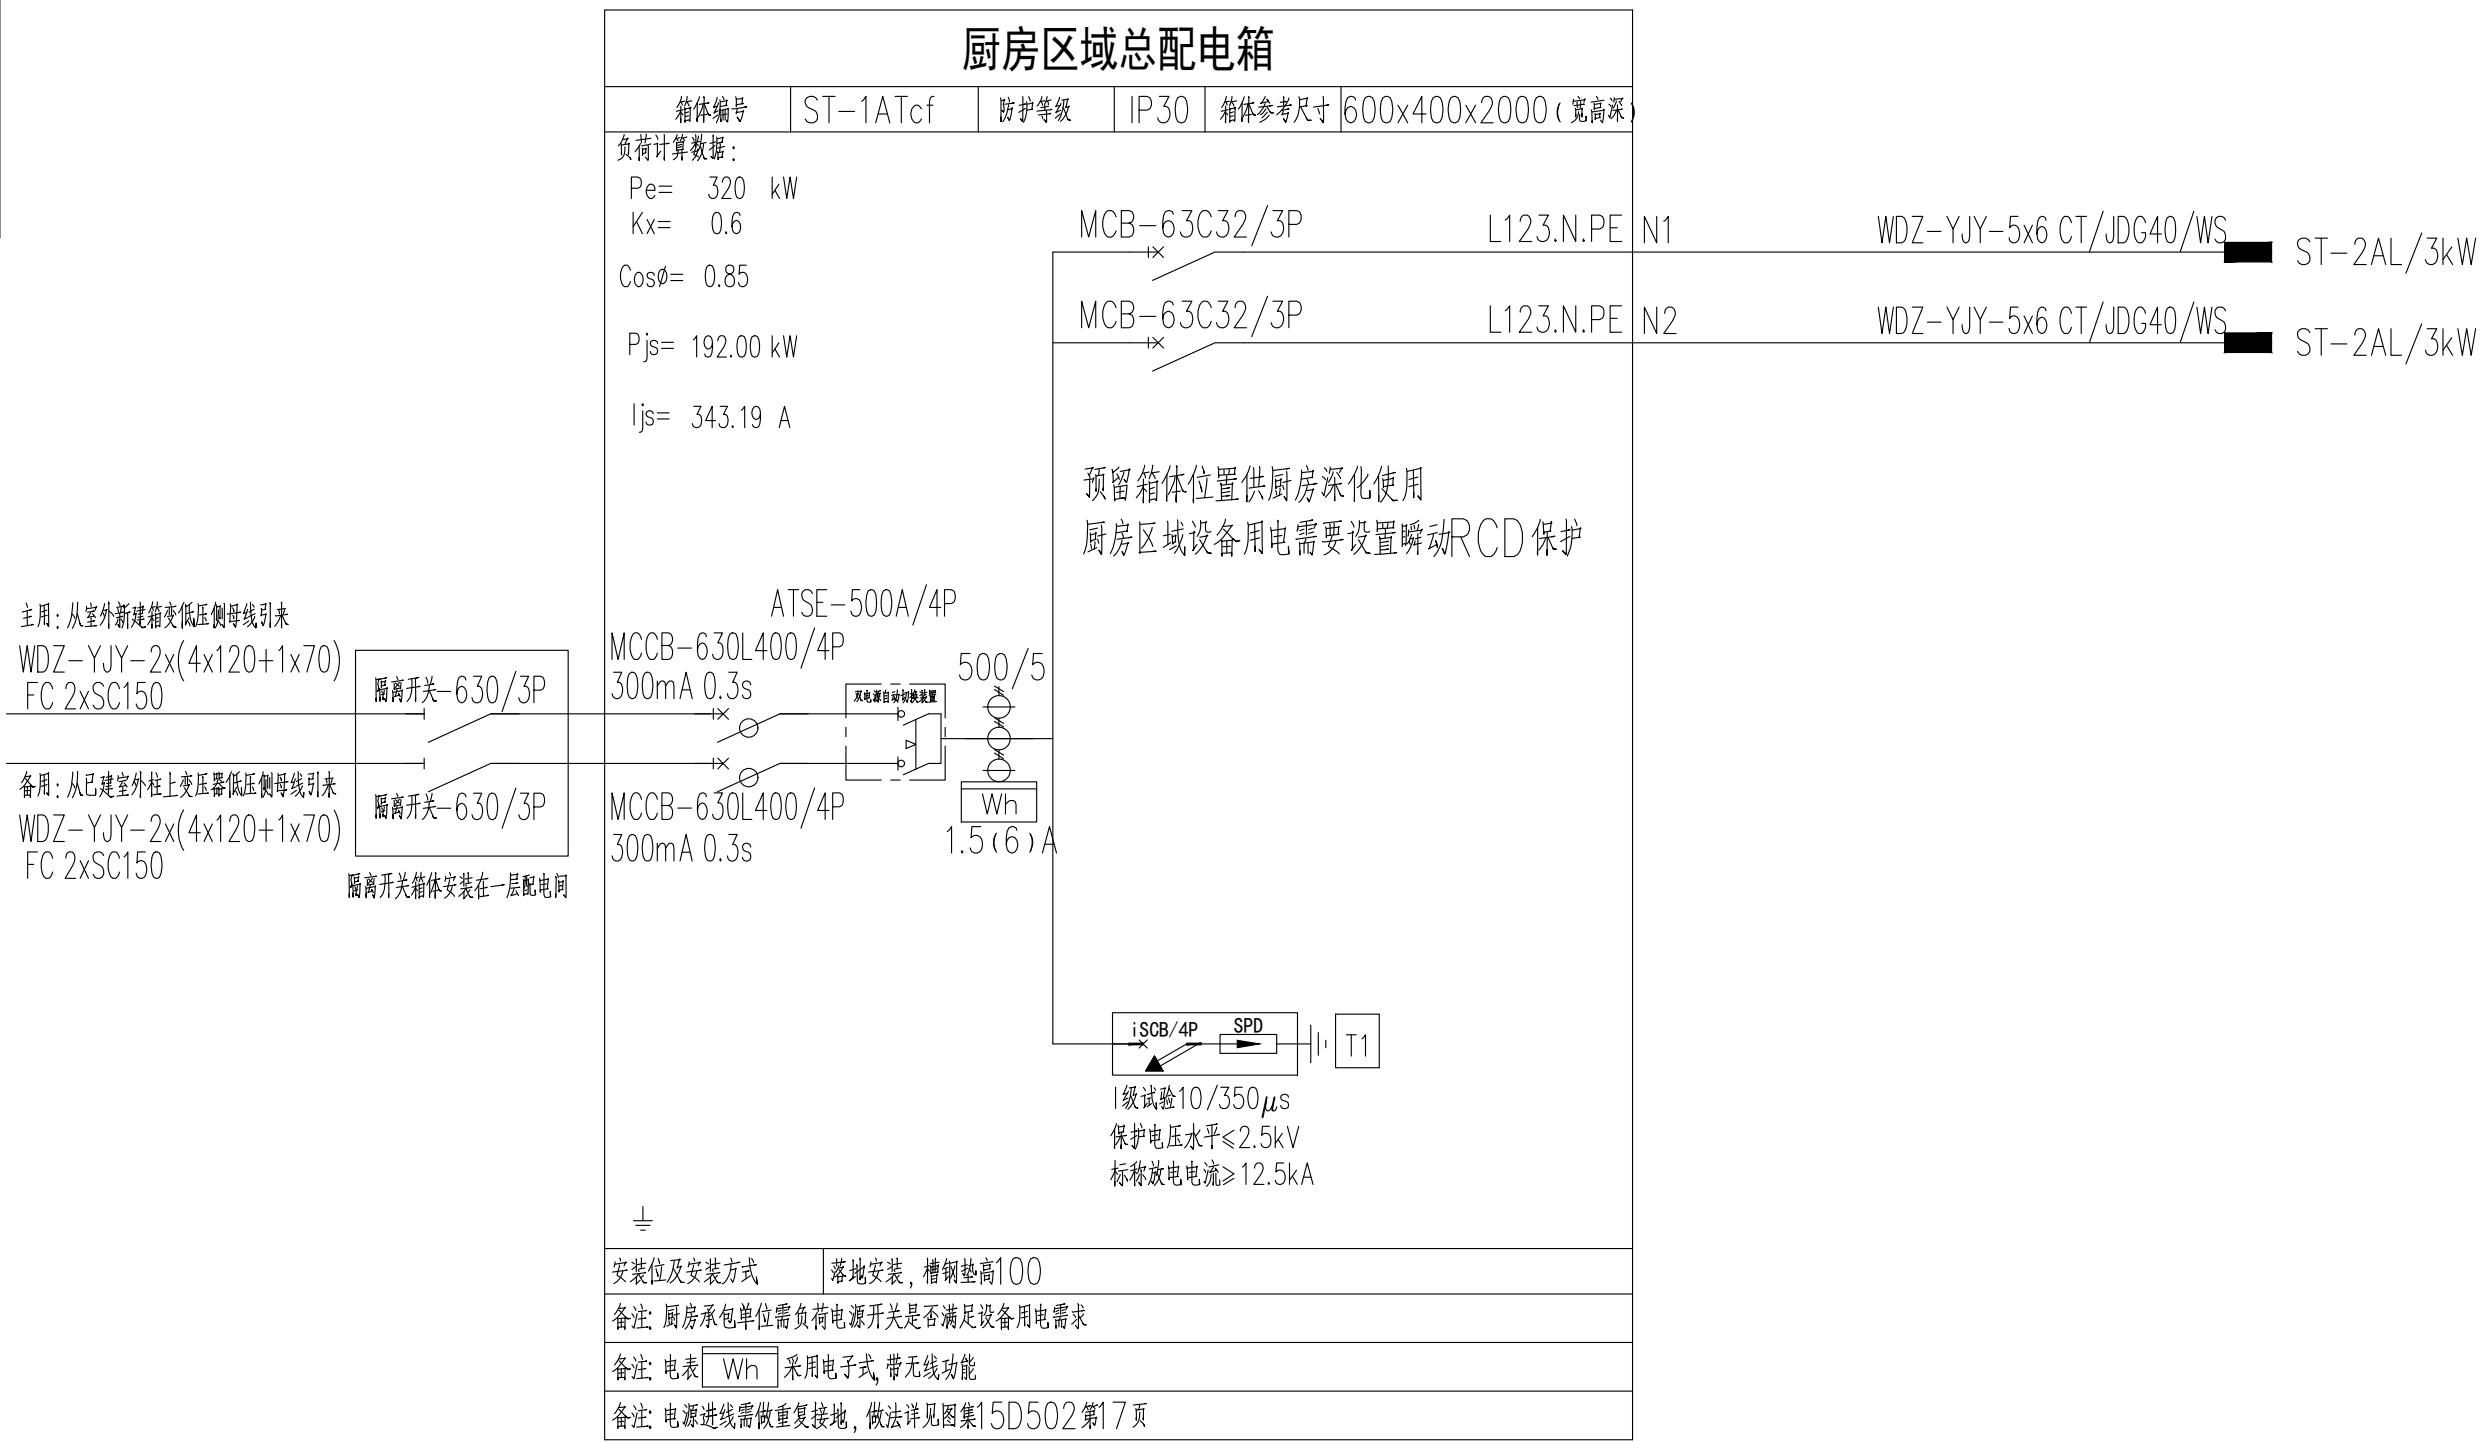 厨房区域总配电箱
箱体编号 ST-1ATcf 防护等级 IP30 箱体参考尺寸 600x400x2000(宽高深)
负荷计算数据:
Pe= 320 kW
Kx= 0.6
Cosø= 0.85
Pjs= 192.00 kW
Ijs= 343.19 A
MCB-63C32/3P L123.N.PE N1 WDZ-YJY-5x6 CT/JDG40/WS ST-2AL/3kW
MCB-63C32/3P L123.N.PE N2 WDZ-YJY-5x6 CT/JDG40/WS ST-2AL/3kW
预留箱体位置供厨房深化使用
厨房区域设备用电需要设置瞬动RCD保护
主用:从室外新建箱变低压侧母线引来
WDZ-YJY-2x(4x120+1x70)
FC 2xSC150
隔离开关-630/3P
备用:从已建室外柱上变压器低压侧母线引来
WDZ-YJY-2x(4x120+1x70)
FC 2xSC150
隔离开关-630/3P
隔离开关箱体安装在一层配电间
ATSE-500A/4P
MCCB-630L400/4P
300mA 0.3s
双电源自动切换装置
500/5
MCCB-630L400/4P
300mA 0.3s
Wh
1.5(6)A
iSCB/4P SPD
T1
I级试验10/350μs
保护电压水平≤2.5kV
标称放电电流≥12.5kA
安装位及安装方式 落地安装,槽钢垫高100
备注: 厨房承包单位需负荷电源开关是否满足设备用电需求
备注: 电表 Wh 采用电子式,带无线功能
备注: 电源进线需做重复接地,做法详见图集15D502第17页